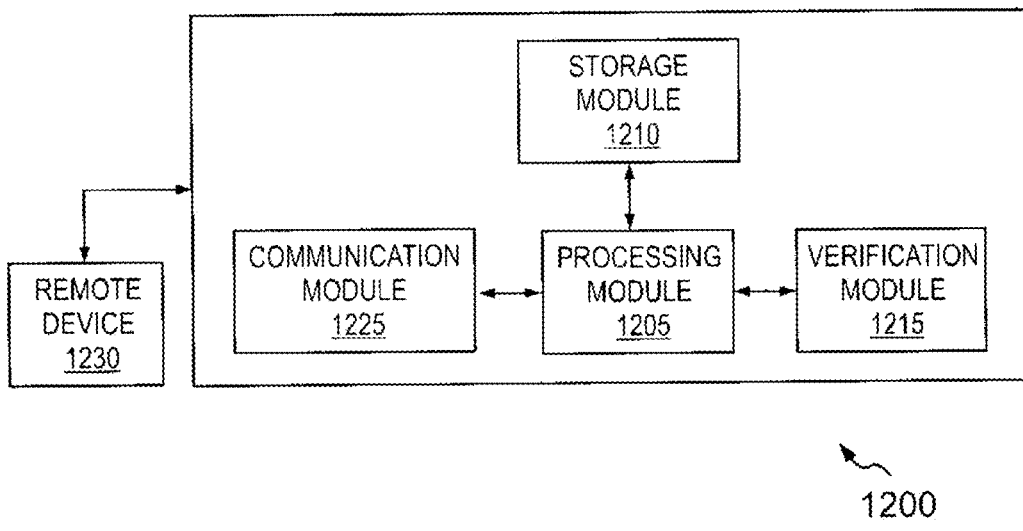 STORAGE
MODULE
1210
COMMUNICATION
MODULE
1225
PROCESSING
MODULE
1205
VERIFICATION
MODULE
1215
REMOTE
DEVICE
1230
1200